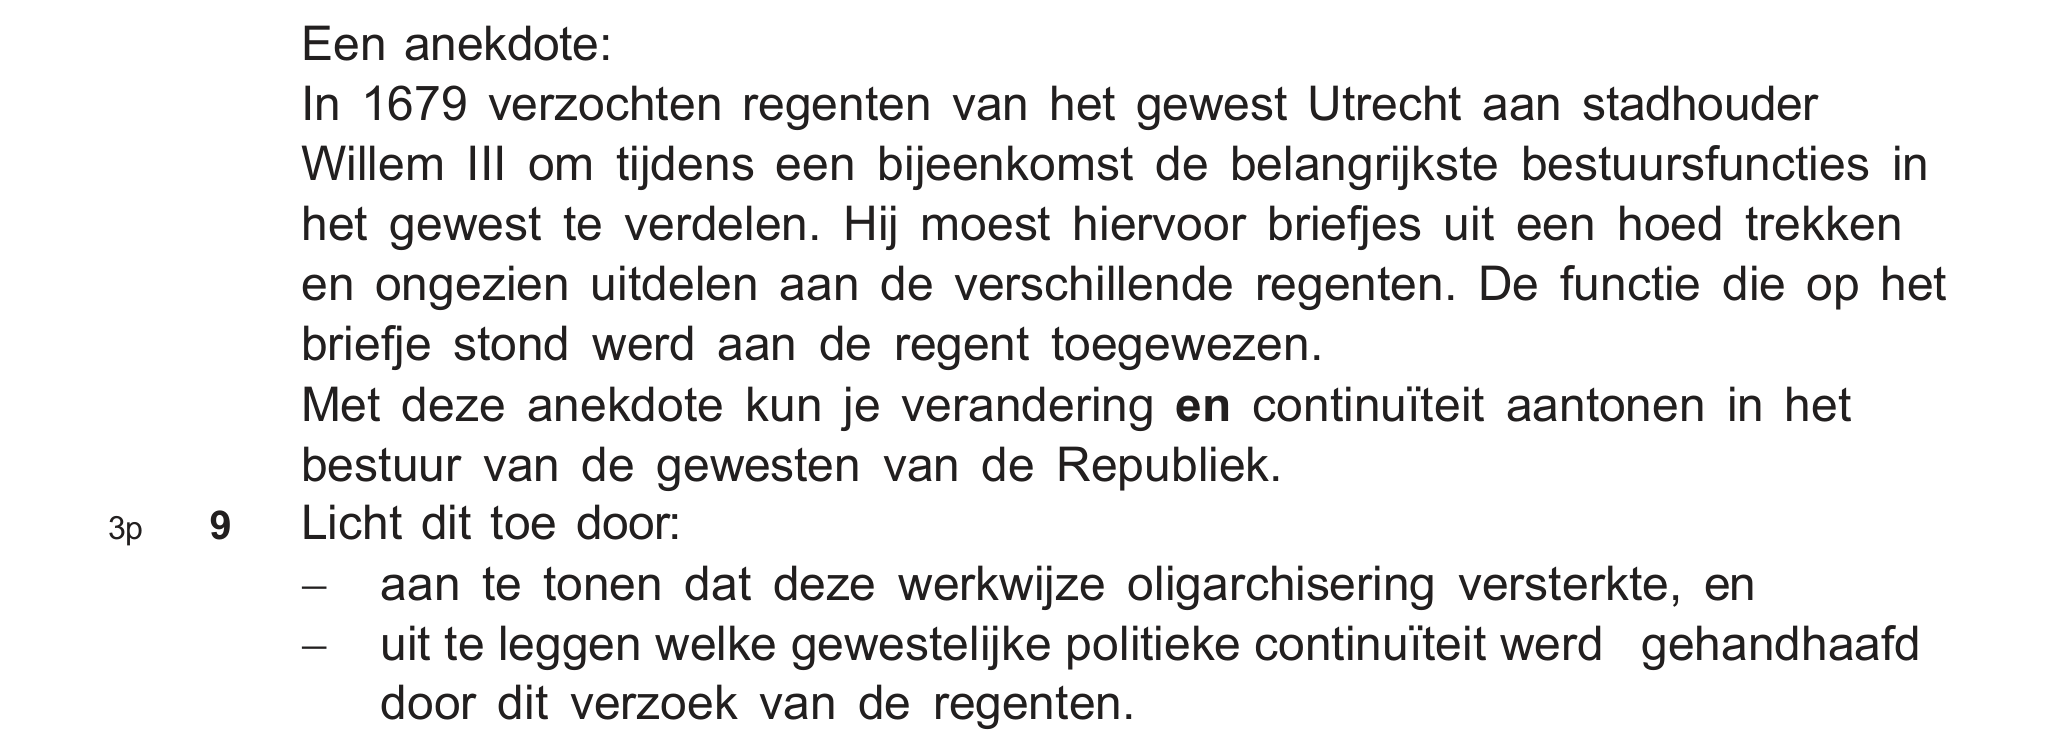 Een anekdote:
In 1679 verzochten regenten van het gewest Utrecht aan stadhouder
Willem III om tijdens een bijeenkomst de belangrijkste bestuursfuncties in
het gewest te verdelen. Hij moest hiervoor briefjes uit een hoed trekken
en ongezien uitdelen aan de verschillende regenten. De functie die op het
briefje stond werd aan de regent toegewezen.
Met deze anekdote kun je verandering en continuïteit aantonen in het
bestuur van de gewesten van de Republiek.
3p 9 Licht dit toe door:
– aan te tonen dat deze werkwijze oligarchisering versterkte, en
– uit te leggen welke gewestelijke politieke continuïteit werd gehandhaafd
door dit verzoek van de regenten.